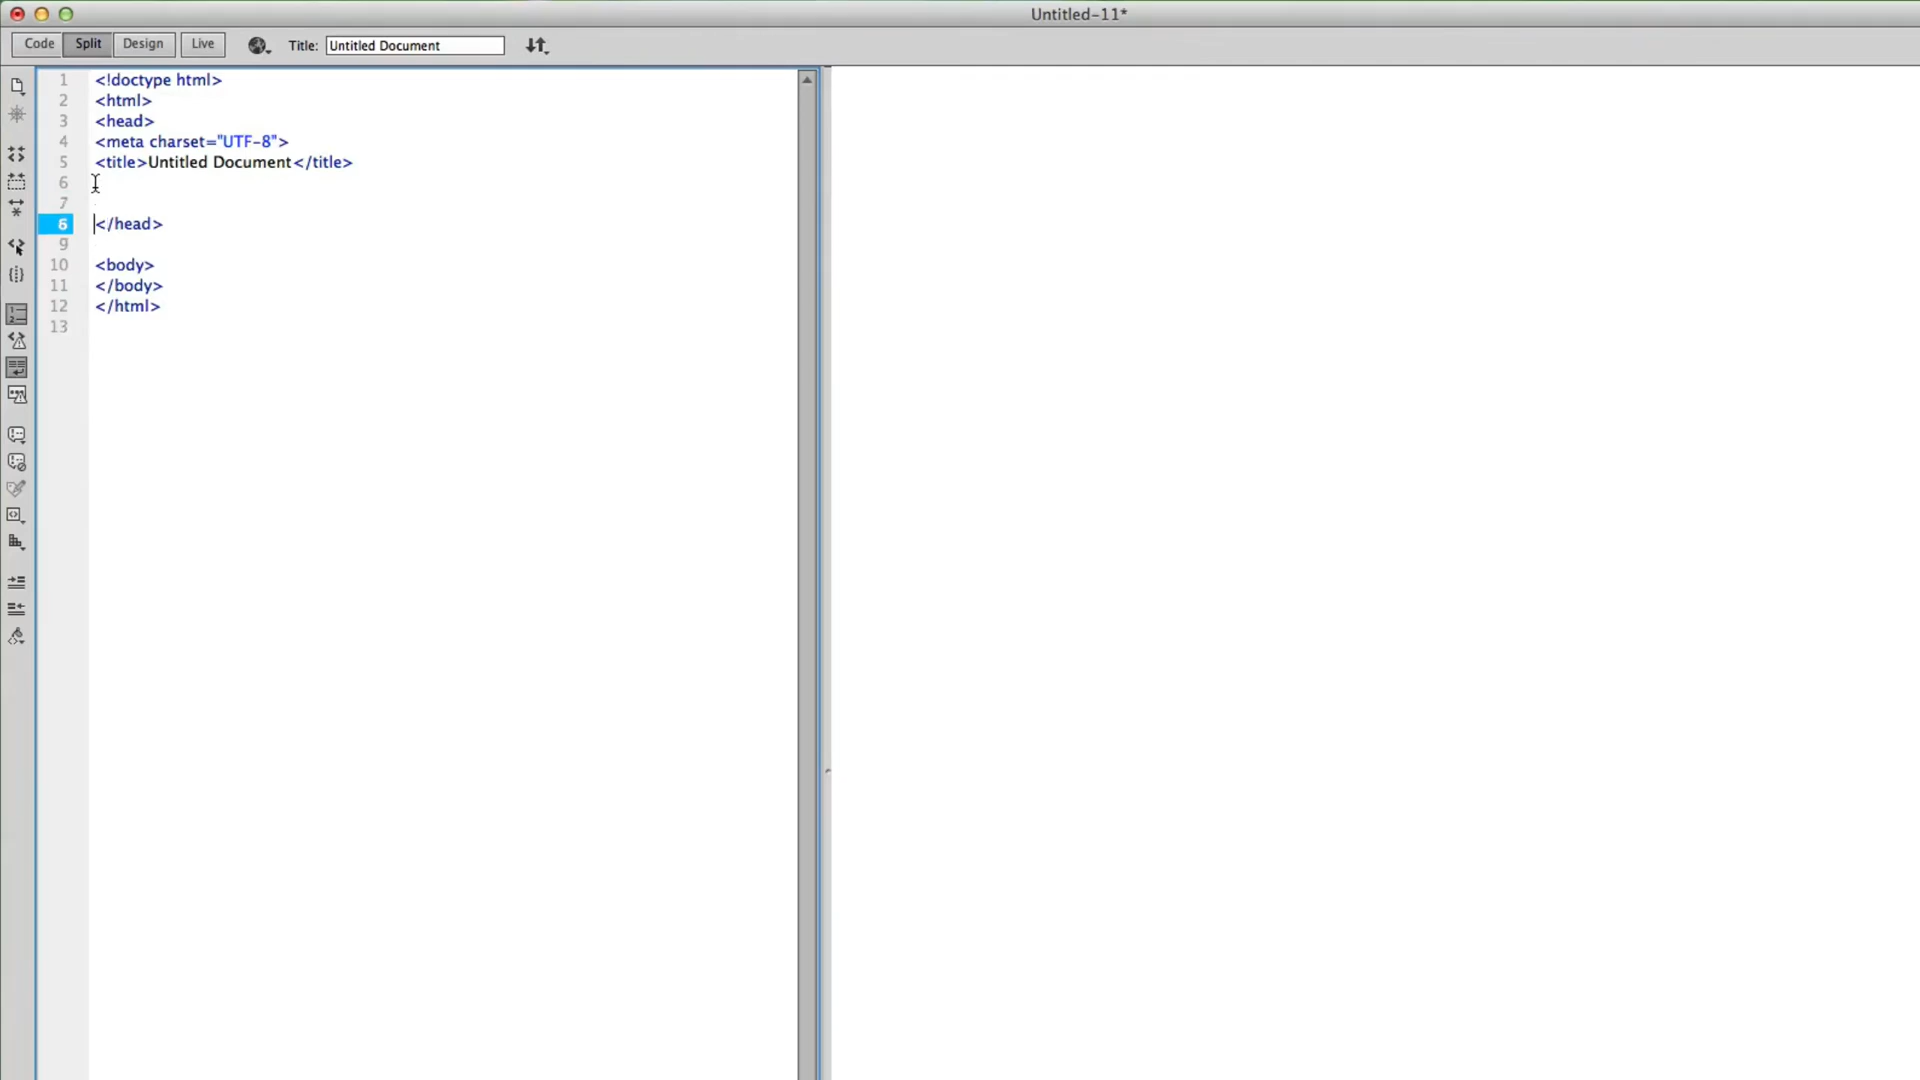 Untitled-11*
Code Split Design Live Title: Untitled Document
1 <!doctype html>
2 <html>
3 <head>
4 <meta charset="UTF-8">
5 <title>Untitled Document</title>
6
7
6 </head>
9
10 <body>
11 </body>
12 </html>
13